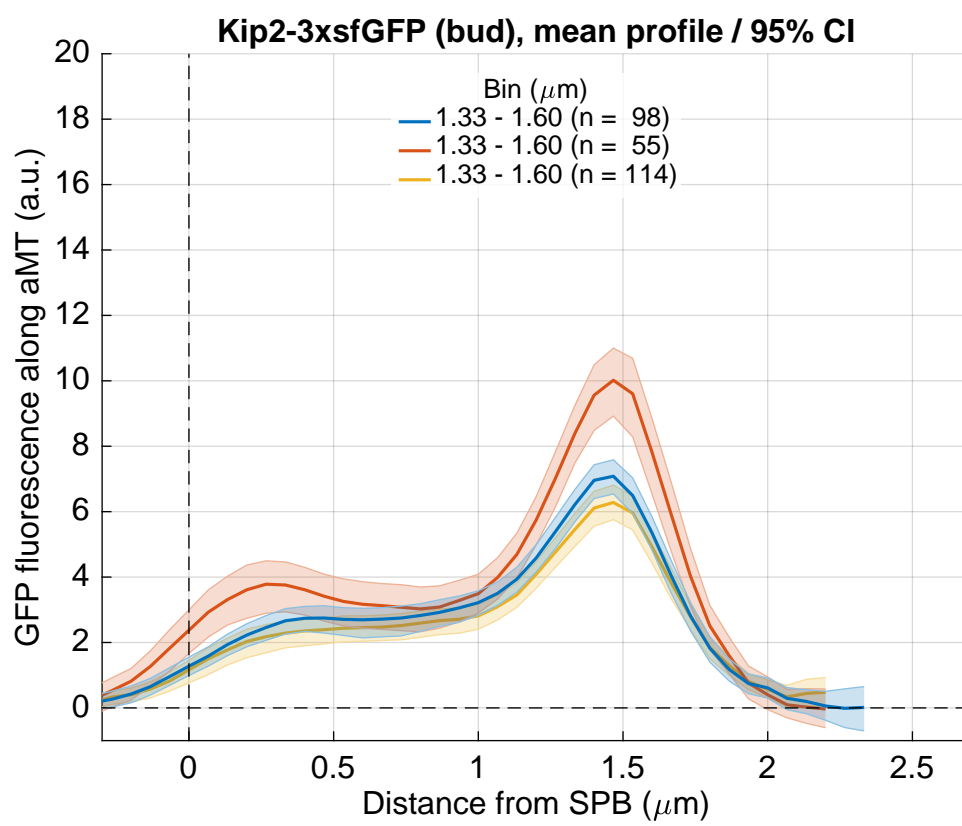 Kip2-3xsfGFP (bud), mean profile / 95% CI
Bin (μm)
1.33 - 1.60 (n = 98)
1.33 - 1.60 (n = 55)
1.33 - 1.60 (n = 114)
GFP fluorescence along aMT (a.u.)
20
18
16
14
12
10
8
6
4
2
0
0 0.5 1 1.5 2 2.5
Distance from SPB (μm)